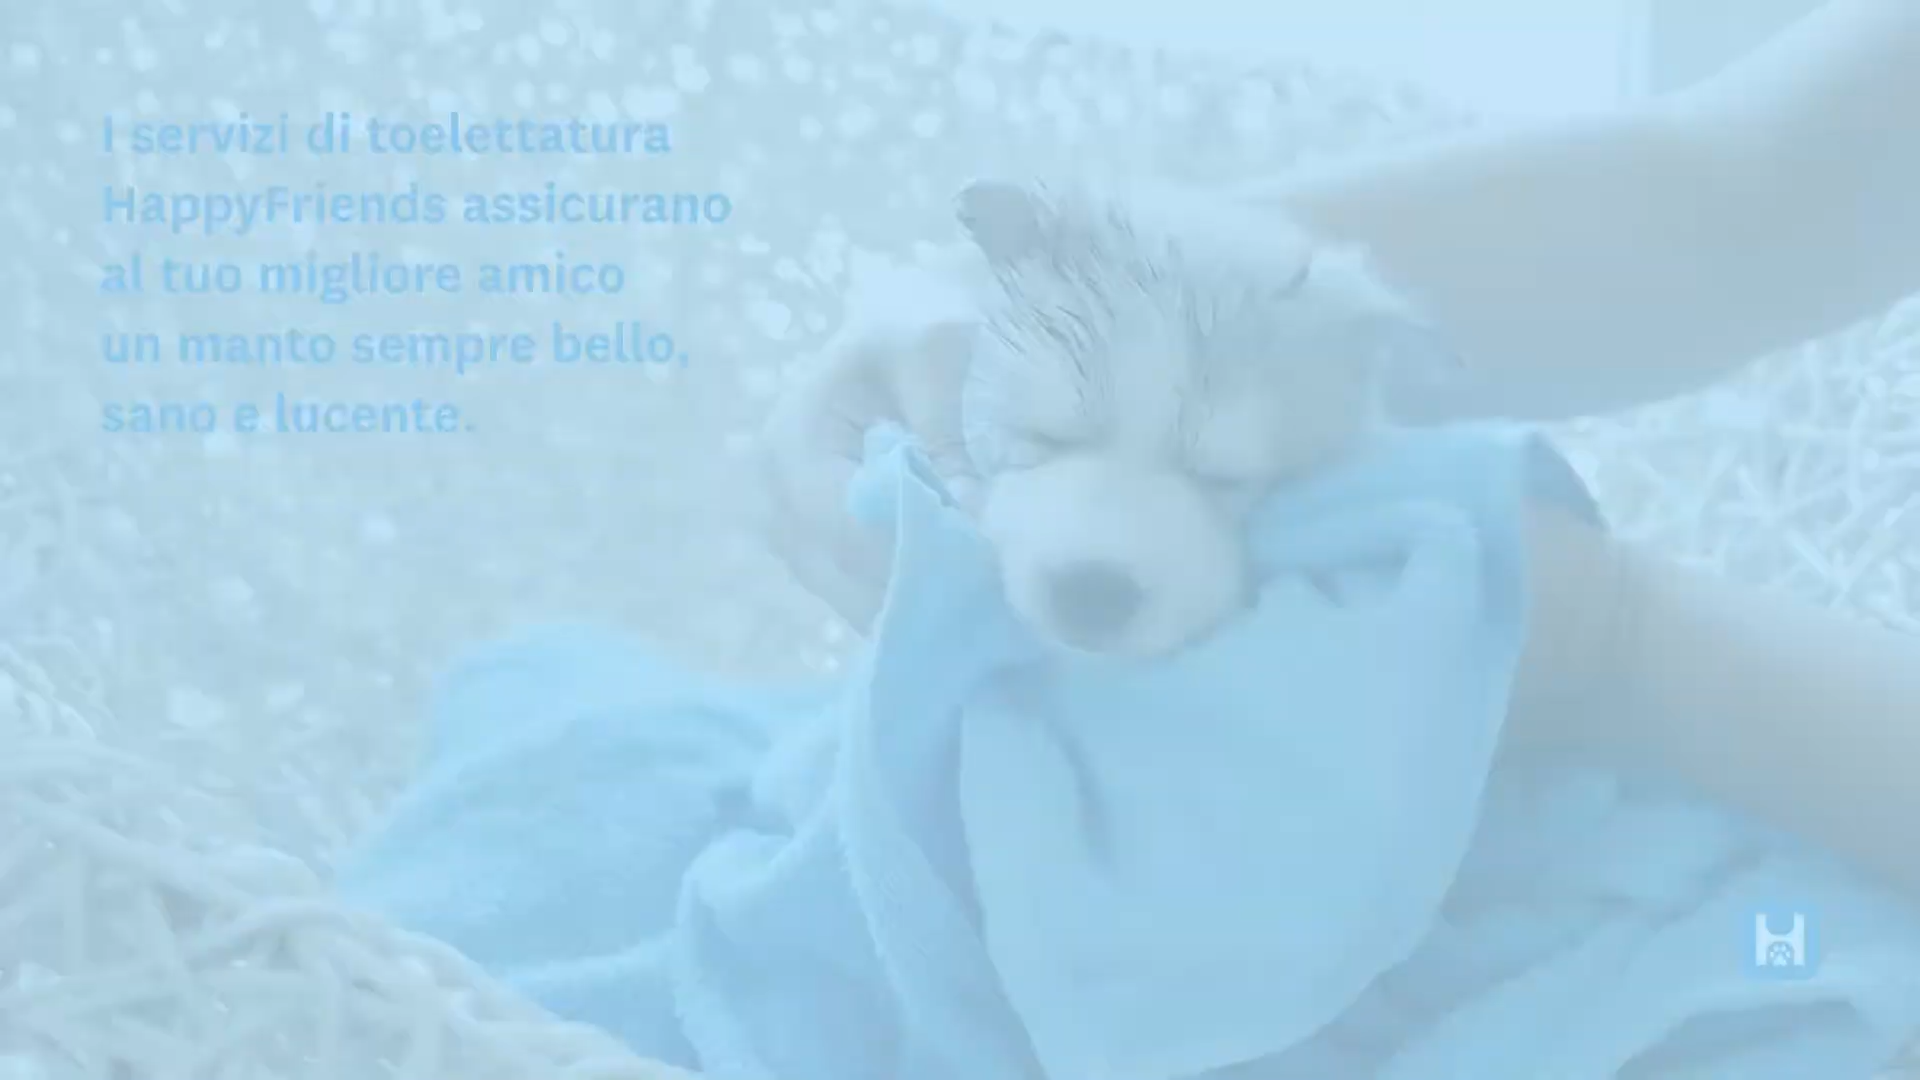 I servizi di toelettatura
HappyFriends assicurano
al tuo migliore amico
un manto sempre bello,
sano e lucente.
H